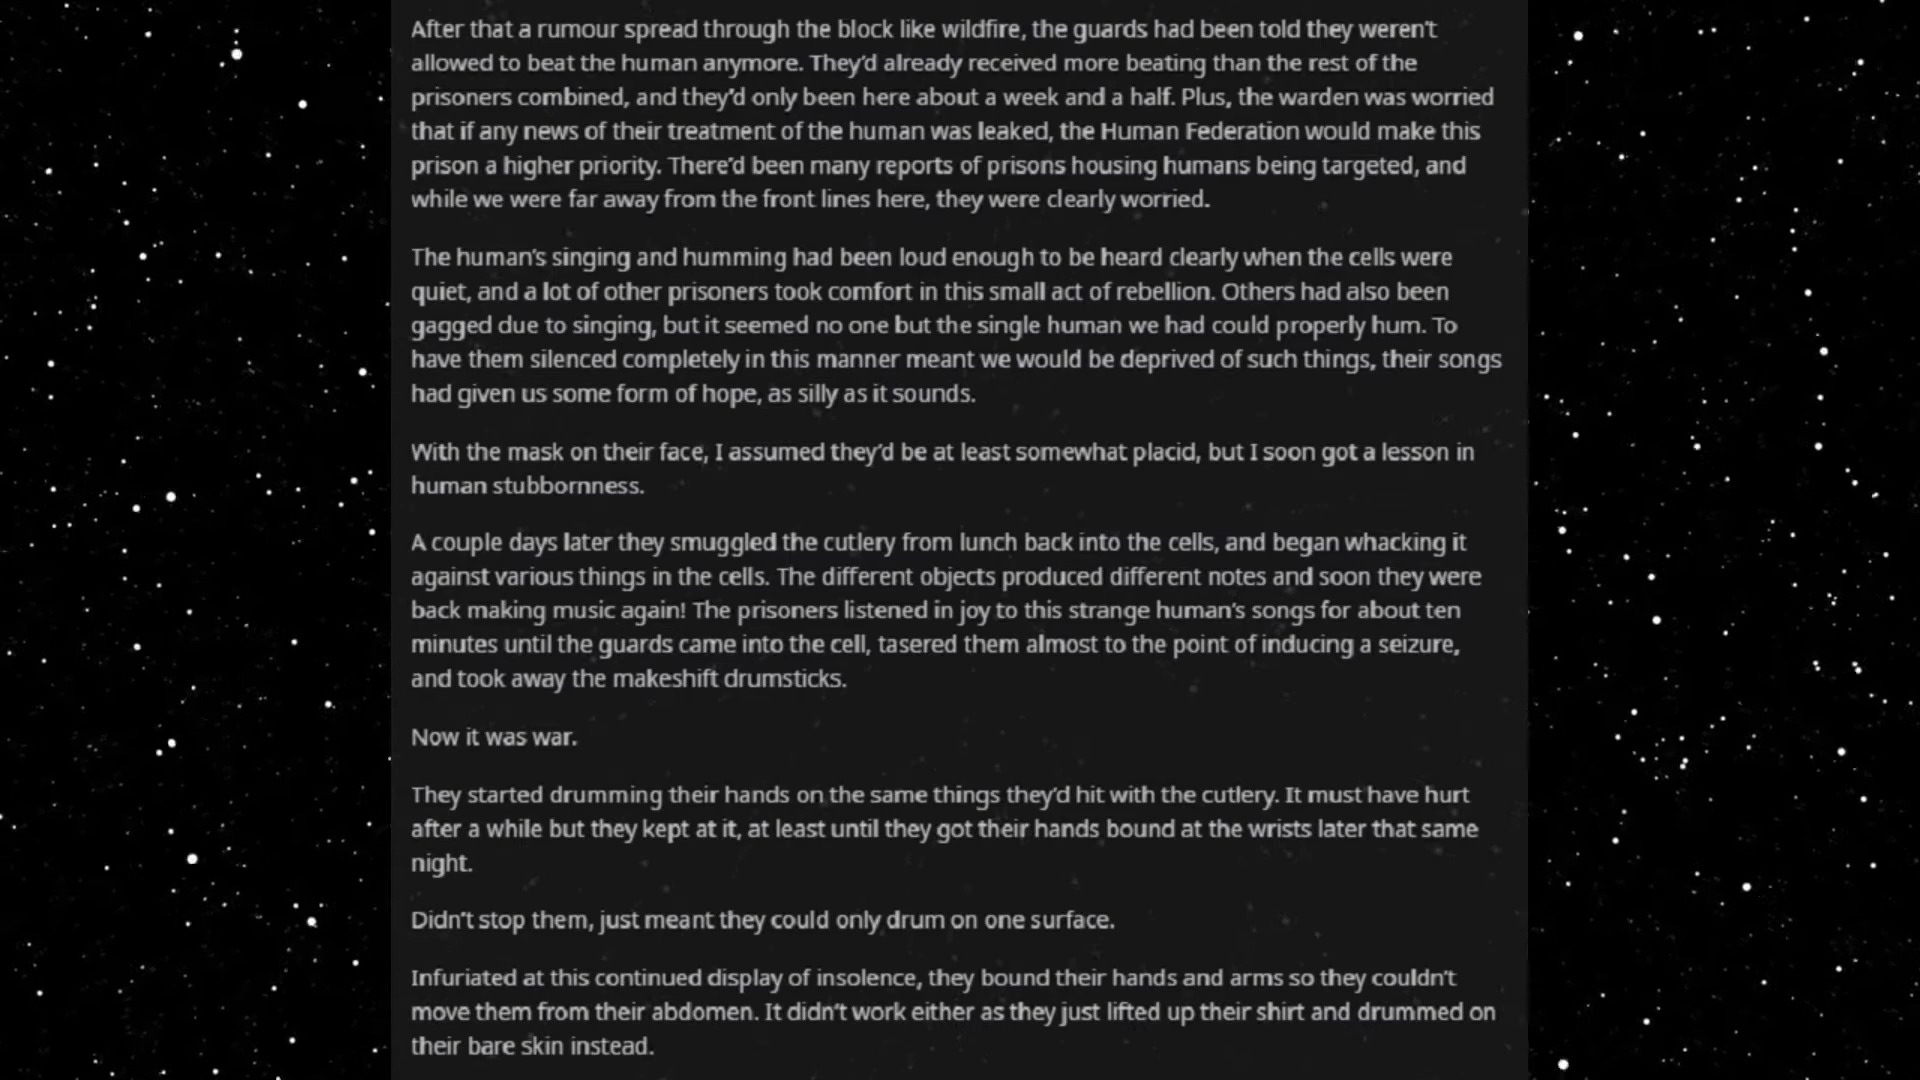 After that a rumour spread through the block like wildfire, the guards had been told they weren't
allowed to beat the human anymore. They'd already received more beating than the rest of the
prisoners combined, and they'd only been here about a week and a half. Plus, the warden was worried
that if any news of their treatment of the human was leaked, the Human Federation would make this
prison a higher priority. There'd been many reports of prisons housing humans being targeted, and
while we were far away from the front lines here, they were clearly worried.
The human's singing and humming had been loud enough to be heard clearly when the cells were
quiet, and a lot of other prisoners took comfort in this small act of rebellion. Others had also been
gagged due to singing, but it seemed no one but the single human we had could properly hum. To
have them silenced completely in this manner meant we would be deprived of such things, their songs
had given us some form of hope, as silly as it sounds.
With the mask on their face, I assumed they'd be at least somewhat placid, but I soon got a lesson in
human stubbornness.
A couple days later they smuggled the cutlery from lunch back into the cells, and began whacking it
against various things in the cells. The different objects produced different notes and soon they were
back making music again! The prisoners listened in joy to this strange human's songs for about ten
minutes until the guards came into the cell, tasered them almost to the point of inducing a seizure,
and took away the makeshift drumsticks.
Now it was war.
They started drumming their hands on the same things they'd hit with the cutlery. It must have hurt
after a while but they kept at it, at least until they got their hands bound at the wrists later that same
night.
Didn't stop them, just meant they could only drum on one surface.
Infuriated at this continued display of insolence, they bound their hands and arms so they couldn't
move them from their abdomen. It didn't work either as they just lifted up their shirt and drummed on
their bare skin instead.